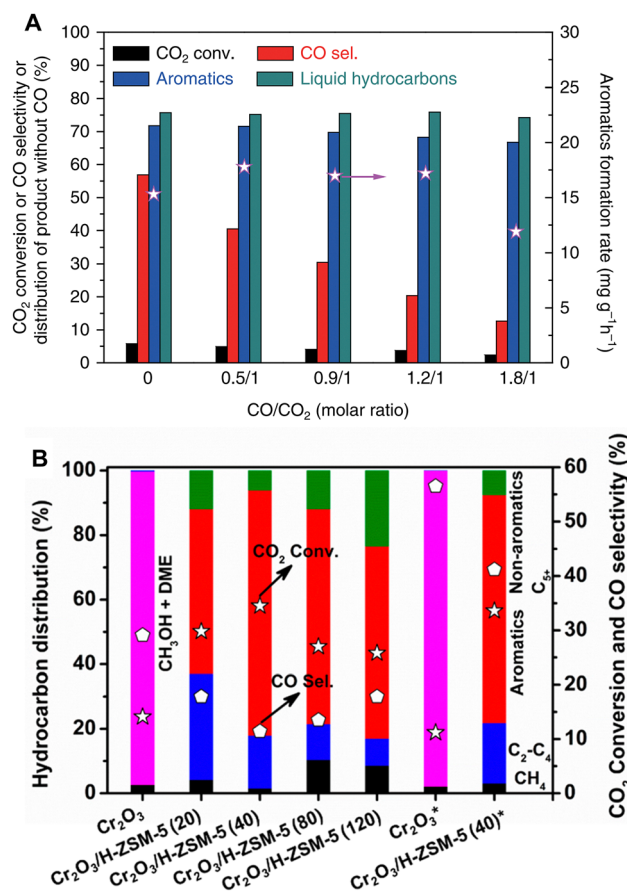 A
CO₂ conv.
CO sel.
Aromatics
Liquid hydrocarbons
CO₂ conversion or CO selectivity or
distribution of product without CO (%)
100
90
80
70
60
50
40
30
20
10
0
30
25
20
15
10
5
0
Aromatics formation rate (mg g⁻¹h⁻¹)
0
0.5/1
0.9/1
1.2/1
1.8/1
CO/CO₂ (molar ratio)
B
Hydrocarbon distribution (%)
100
80
60
40
20
0
CH₃OH + DME
CO₂ Conv.
CO Sel.
Non-aromatics
C₅₊
Aromatics
C₂-C₄
CH₄
60
50
40
30
20
10
0
CO₂ Conversion and CO selectivity (%)
Cr₂O₃
Cr₂O₃/H-ZSM-5 (20)
Cr₂O₃/H-ZSM-5 (40)
Cr₂O₃/H-ZSM-5 (80)
Cr₂O₃/H-ZSM-5 (120)
Cr₂O₃*
Cr₂O₃/H-ZSM-5 (40)*